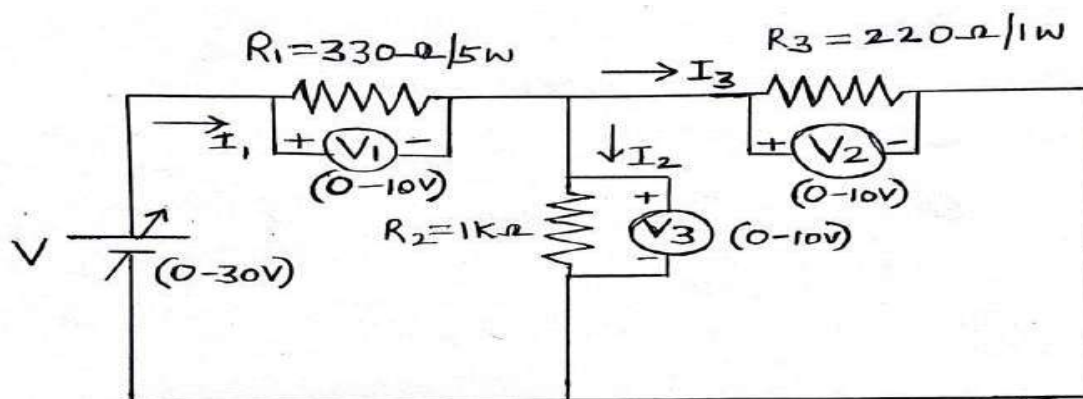 R1=330Ω/5W
R3=220Ω/1W
I1
+ V1 -
(0-10V)
I3
+ V2 -
(0-10V)
I2
R2=1KΩ
+
V3
-
(0-10V)
V
(0-30V)